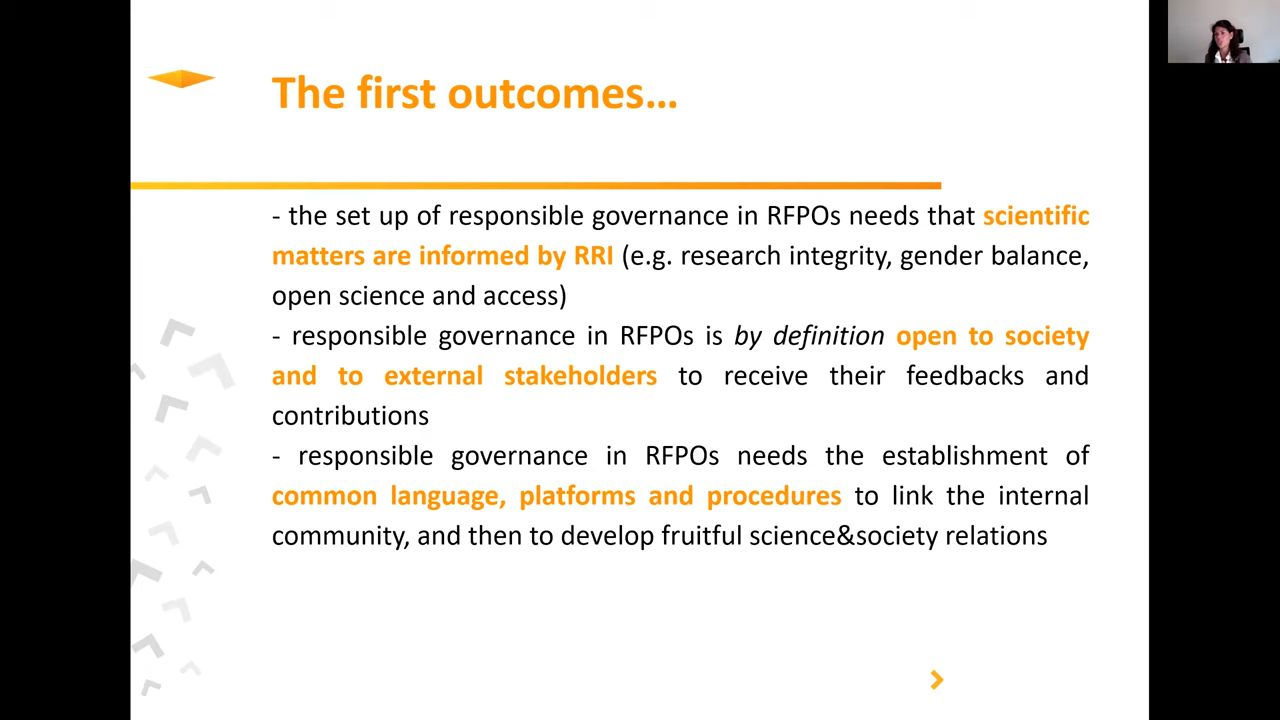 The first outcomes...
- the set up of responsible governance in RFPOs needs that scientific
matters are informed by RRI (e.g. research integrity, gender balance,
open science and access)
- responsible governance in RFPOs is by definition open to society
and to external stakeholders to receive their feedbacks and
contributions
- responsible governance in RFPOs needs the establishment of
common language, platforms and procedures to link the internal
community, and then to develop fruitful science&society relations